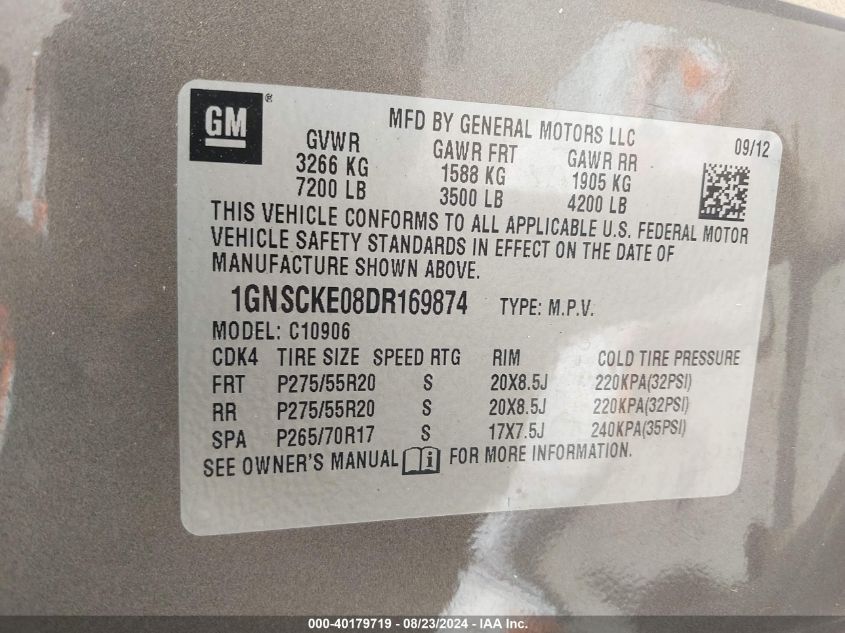 GM ®
MFD BY GENERAL MOTORS LLC
09/12
GVWR GAWR FRT GAWR RR
3266 KG 1588 KG 1905 KG
7200 LB 3500 LB 4200 LB
THIS VEHICLE CONFORMS TO ALL APPLICABLE U.S. FEDERAL MOTOR
VEHICLE SAFETY STANDARDS IN EFFECT ON THE DATE OF
MANUFACTURE SHOWN ABOVE.
1GNSCKE08DR169874 TYPE: M.P.V.
MODEL: C10906
CDK4 TIRE SIZE SPEED RTG RIM COLD TIRE PRESSURE
FRT P275/55R20 S 20X8.5J 220KPA(32PSI)
RR P275/55R20 S 20X8.5J 220KPA(32PSI)
SPA P265/70R17 S 17X7.5J 240KPA(35PSI)
SEE OWNER'S MANUAL i FOR MORE INFORMATION.
000-40179719 - 08/23/2024 - IAA Inc.